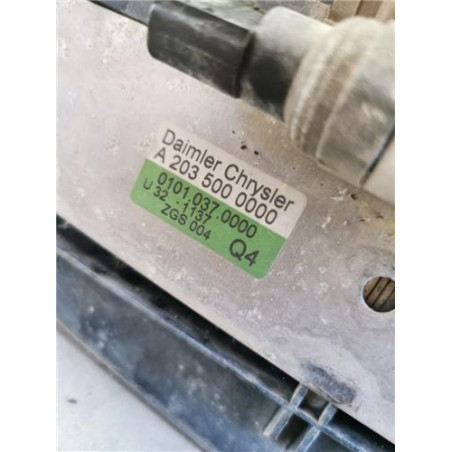 Daimler Chrysler
A 203 500 0000
0101.037.0000
U 32 - 1137
ZGS 004 Q4